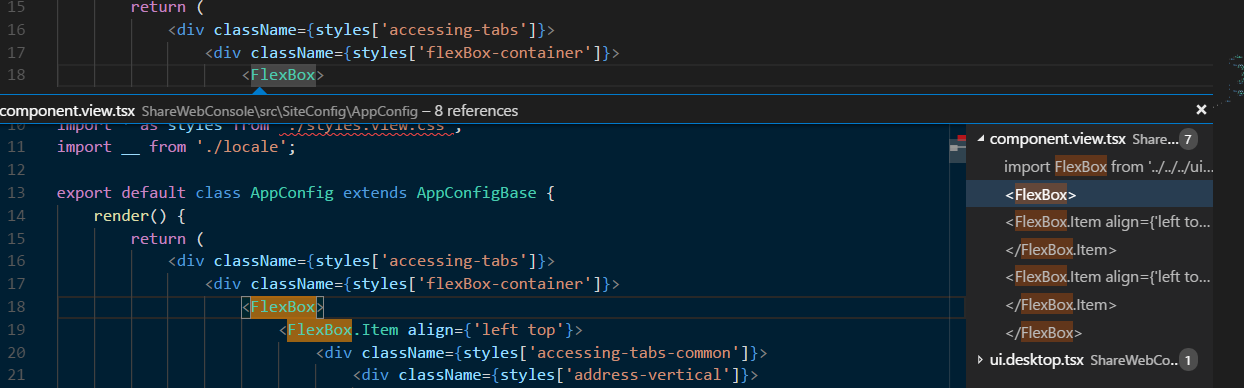 15 return (
16 <div className={styles['accessing-tabs']}>
17 <div className={styles['flexBox-container']}>
18 <FlexBox>
component.view.tsx ShareWebConsole\src\SiteConfig\AppConfig – 8 references
10 import * as styles from './styles.view.css';
11 import __ from './locale';
12
13 export default class AppConfig extends AppConfigBase {
14 render() {
15 return (
16 <div className={styles['accessing-tabs']}>
17 <div className={styles['flexBox-container']}>
18 <FlexBox>
19 <FlexBox.Item align={'left top'}>
20 <div className={styles['accessing-tabs-common']}>
21 <div className={styles['address-vertical']}>
component.view.tsx Share... 7
import FlexBox from '../../../ui...
<FlexBox>
<FlexBox.Item align={'left to...
</FlexBox.Item>
<FlexBox.Item align={'left to...
</FlexBox.Item>
</FlexBox>
ui.desktop.tsx ShareWebCo... 1